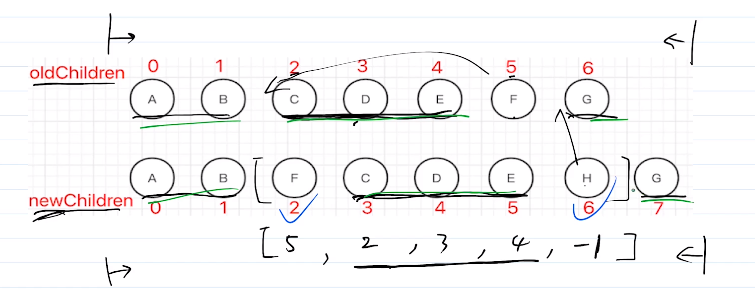 0 1 2 3 4 5 6
oldChildren A B C D E F G
newChildren A B [ F C D E H ] G
0 1 2 3 4 5 6 7
[ 5 , 2 , 3 , 4 , -1 ]